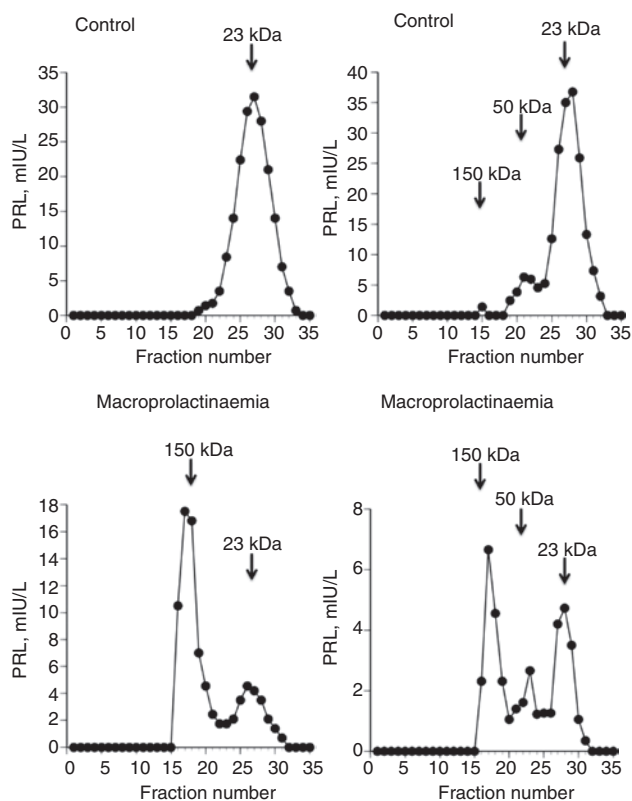 Control
23 kDa
35
30
25
20
15
10
5
0
PRL, mIU/L
0 5 10 15 20 25 30 35
Fraction number
Control
23 kDa
50 kDa
150 kDa
40
35
30
25
20
15
10
5
0
PRL, mIU/L
0 5 10 15 20 25 30 35
Fraction number
Macroprolactinaemia
150 kDa
23 kDa
18
16
14
12
10
8
6
4
2
0
PRL, mIU/L
0 5 10 15 20 25 30 35
Fraction number
Macroprolactinaemia
150 kDa
50 kDa
23 kDa
8
6
4
2
0
PRL, mIU/L
0 5 10 15 20 25 30 35
Fraction number